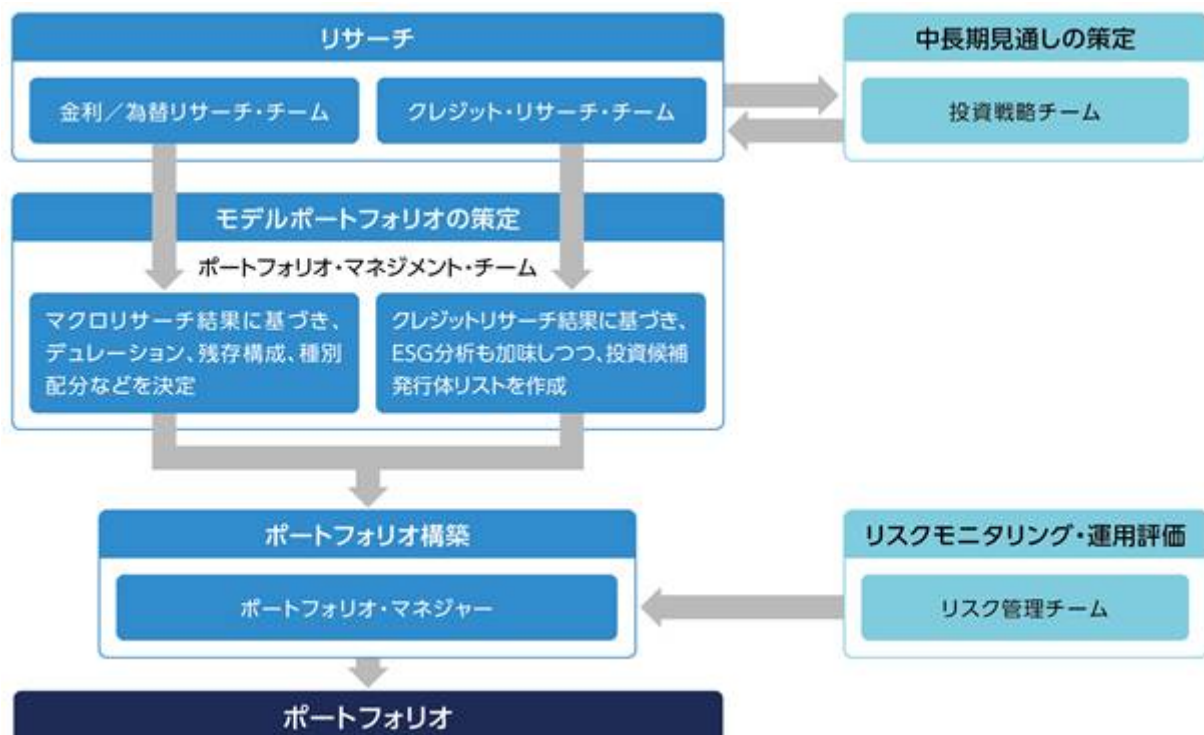 リサーチ
金利／為替リサーチ・チーム
クレジット・リサーチ・チーム
中長期見通しの策定
投資戦略チーム
モデルポートフォリオの策定
ポートフォリオ・マネジメント・チーム
マクロリサーチ結果に基づき、
デュレーション、残存構成、種別
配分などを決定
クレジットリサーチ結果に基づき、
ESG分析も加味しつつ、投資候補
発行体リストを作成
ポートフォリオ構築
ポートフォリオ・マネジャー
リスクモニタリング・運用評価
リスク管理チーム
ポートフォリオ